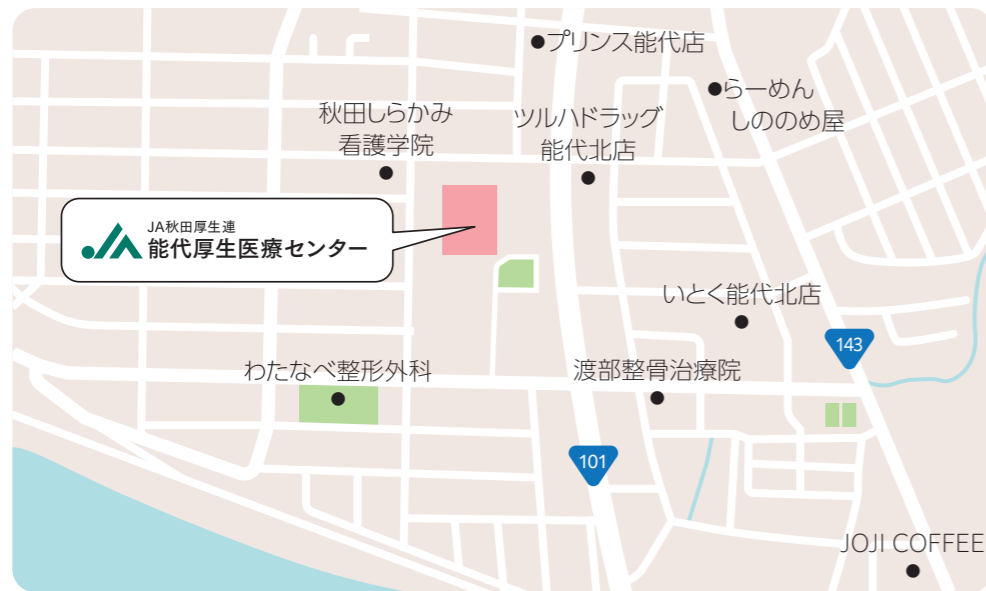 プリンス能代店
らーめん
しののめ屋
秋田しらかみ
看護学院
ツルハドラッグ
能代北店
JA秋田厚生連
能代厚生医療センター
いとく能代北店
143
わたなべ整形外科
渡部整骨治療院
101
JOJI COFFEE